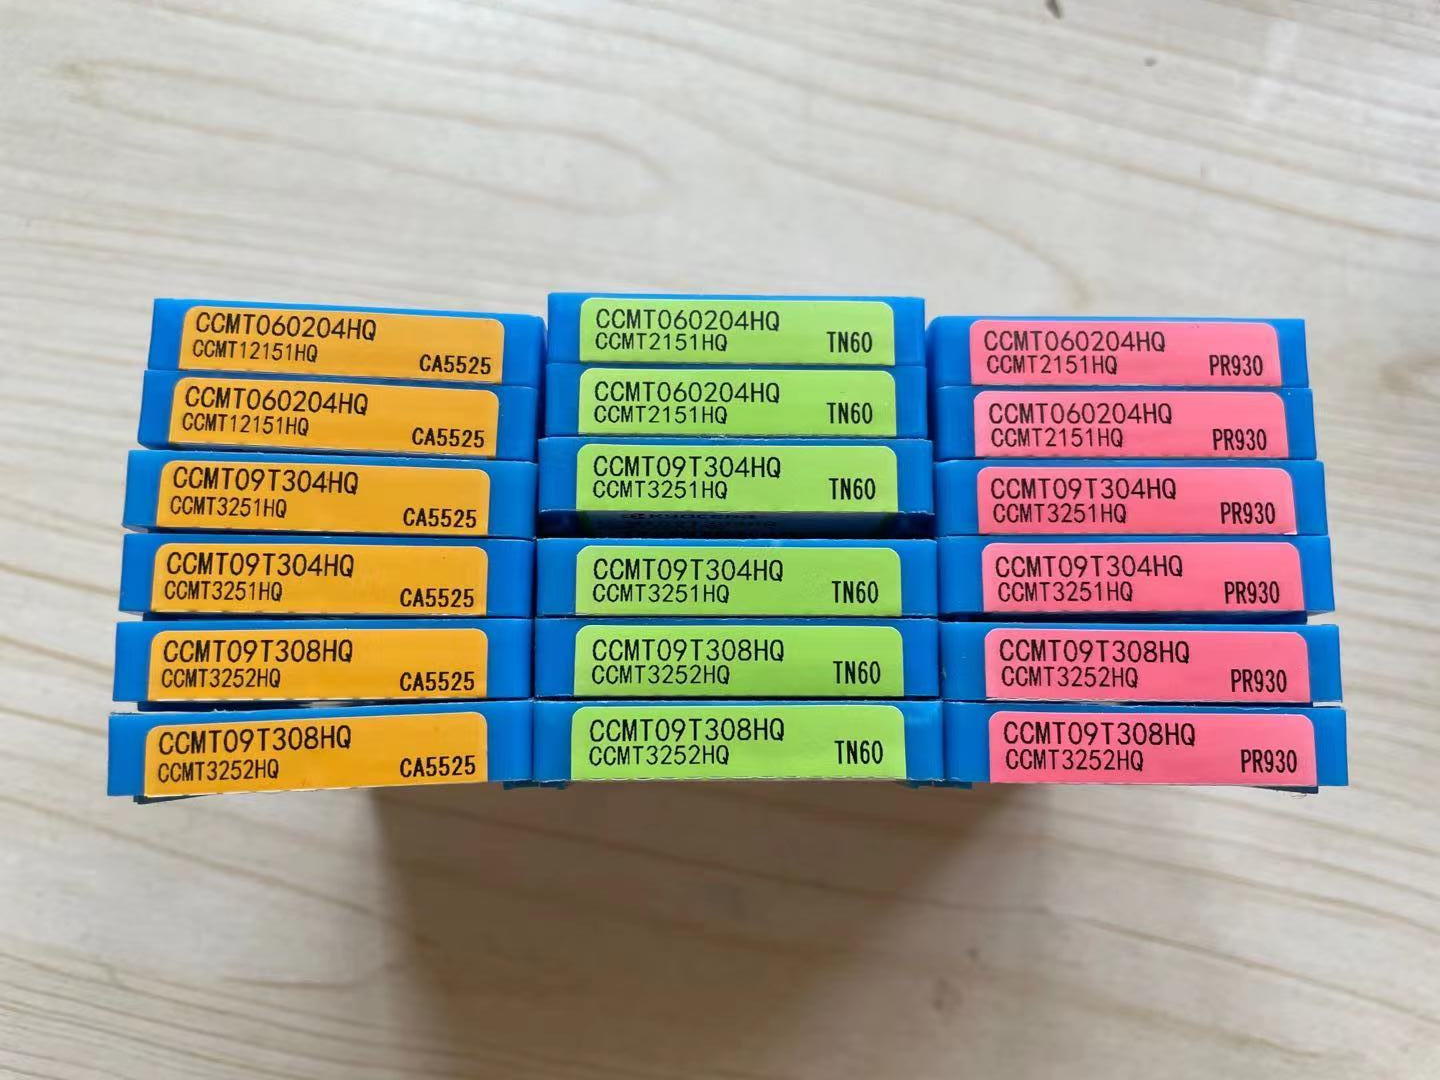 CCMT060204HQ
CCMT12151HQ CA5525
CCMT060204HQ
CCMT12151HQ CA5525
CCMT09T304HQ
CCMT3251HQ CA5525
CCMT09T304HQ
CCMT3251HQ CA5525
CCMT09T308HQ
CCMT3252HQ CA5525
CCMT09T308HQ
CCMT3252HQ CA5525
CCMT060204HQ
CCMT2151HQ TN60
CCMT060204HQ
CCMT2151HQ TN60
CCMT09T304HQ
CCMT3251HQ TN60
KYOCERA
CCMT09T304HQ
CCMT3251HQ TN60
CCMT09T308HQ
CCMT3252HQ TN60
CCMT09T308HQ
CCMT3252HQ TN60
CCMT060204HQ
CCMT2151HQ PR930
CCMT060204HQ
CCMT2151HQ PR930
CCMT09T304HQ
CCMT3251HQ PR930
CCMT09T304HQ
CCMT3251HQ PR930
CCMT09T308HQ
CCMT3252HQ PR930
CCMT09T308HQ
CCMT3252HQ PR930